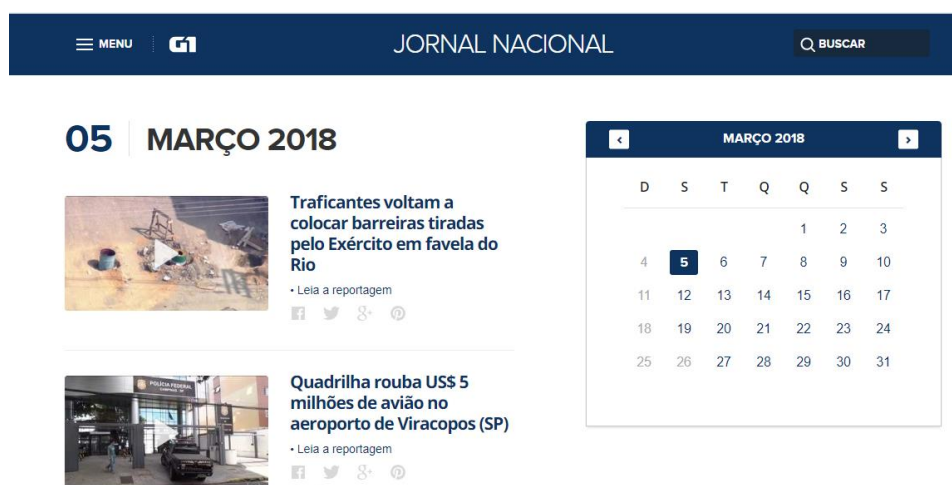 MENU G1 JORNAL NACIONAL BUSCAR
05 MARÇO 2018
Traficantes voltam a
colocar barreiras tiradas
pelo Exército em favela do
Rio
• Leia a reportagem
Quadrilha rouba US$ 5
milhões de avião no
aeroporto de Viracopos (SP)
• Leia a reportagem
POLÍCIA FEDERAL
MARÇO 2018
D S T Q Q S S
1 2 3
4 5 6 7 8 9 10
11 12 13 14 15 16 17
18 19 20 21 22 23 24
25 26 27 28 29 30 31